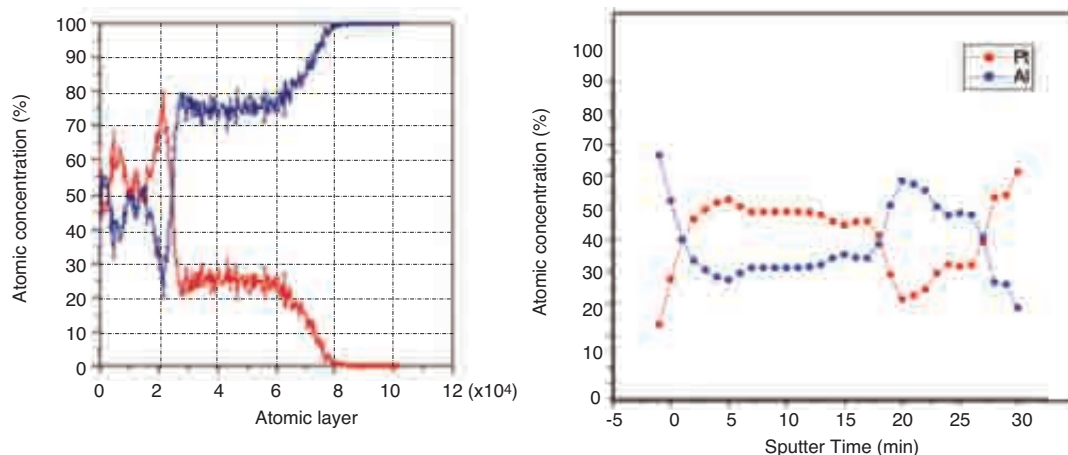 100
90
80
70
60
50
40
30
20
10
0
Atomic concentration (%)
0 2 4 6 8 10 12 (x10⁴)
Atomic layer
100
90
80
70
60
50
40
30
20
10
0
Atomic concentration (%)
-5 0 5 10 15 20 25 30
Sputter Time (min)
Pt
Al